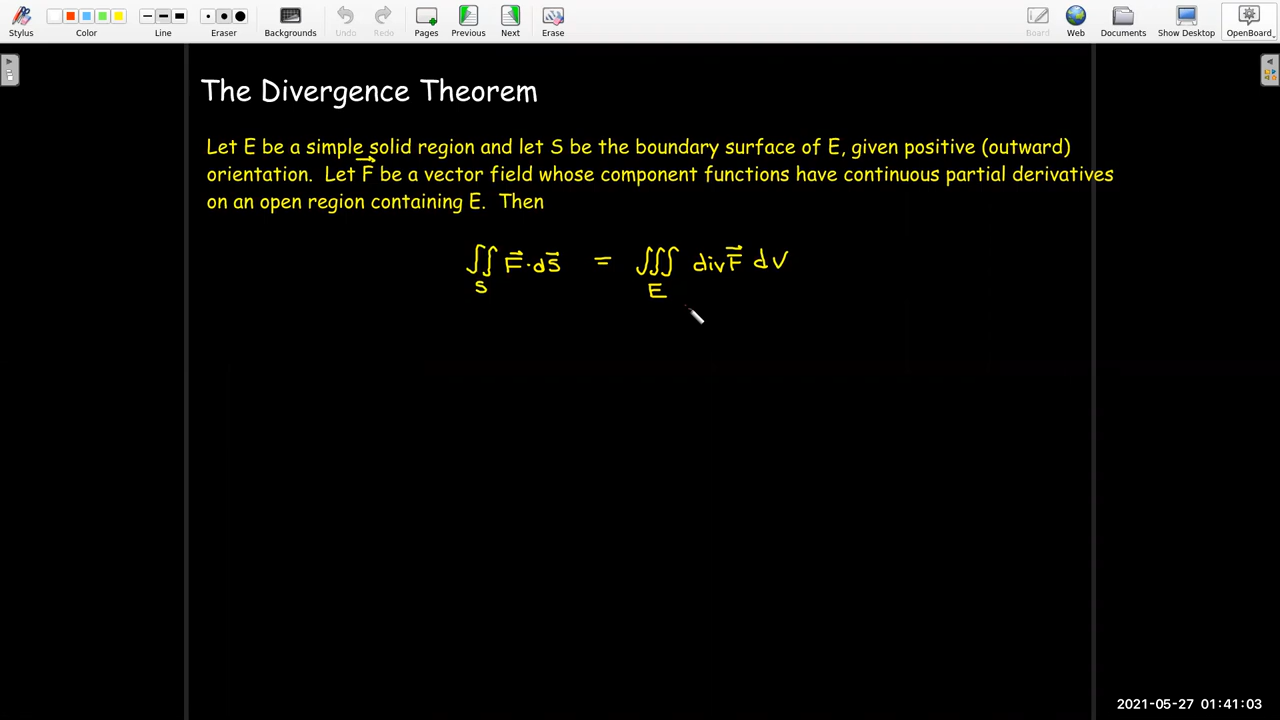 Stylus Color Line Eraser Backgrounds Undo Redo Pages Previous Next Erase Board Web Documents Show Desktop OpenBoard
The Divergence Theorem
Let E be a simple solid region and let S be the boundary surface of E, given positive (outward)
orientation. Let F⃗ be a vector field whose component functions have continuous partial derivatives
on an open region containing E. Then
∬_S F⃗·dS⃗ = ∭_E div F⃗ dV
2021-05-27 01:41:03